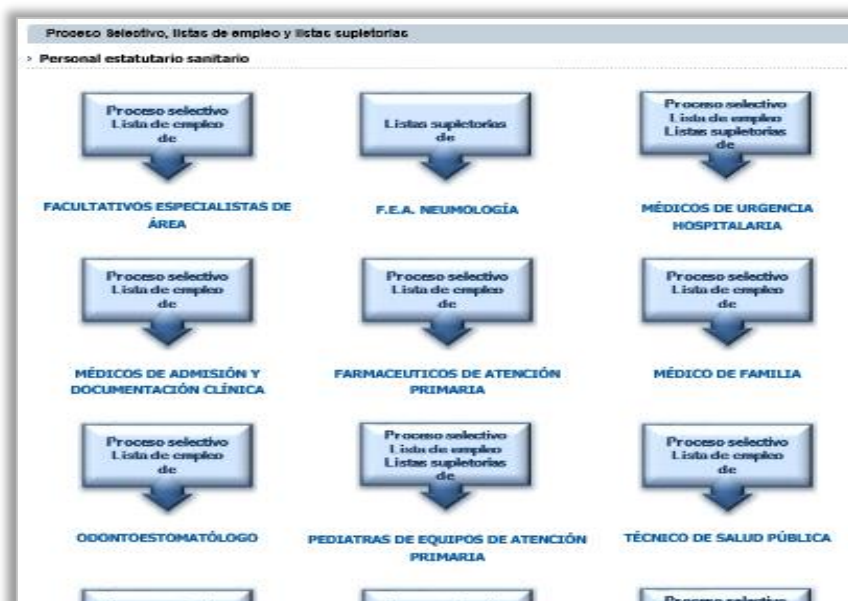 Proceso Selectivo, listas de empleo y listas supletorias
› Personal estatutario sanitario
Proceso selectivo
Lista de empleo
de
FACULTATIVOS ESPECIALISTAS DE
ÁREA
Listas supletorias
de
F.E.A. NEUMOLOGÍA
Proceso selectivo
Lista de empleo
Listas supletorias
de
MÉDICOS DE URGENCIA
HOSPITALARIA
Proceso selectivo
Lista de empleo
de
MÉDICOS DE ADMISIÓN Y
DOCUMENTACIÓN CLÍNICA
Proceso selectivo
Lista de empleo
de
FARMACEUTICOS DE ATENCIÓN
PRIMARIA
Proceso selectivo
Lista de empleo
de
MÉDICO DE FAMILIA
Proceso selectivo
Lista de empleo
de
ODONTOESTOMATÓLOGO
Proceso selectivo
Lista de empleo
Listas supletorias
de
PEDIATRAS DE EQUIPOS DE ATENCIÓN
PRIMARIA
Proceso selectivo
Lista de empleo
de
TÉCNICO DE SALUD PÚBLICA
Proceso selectivo